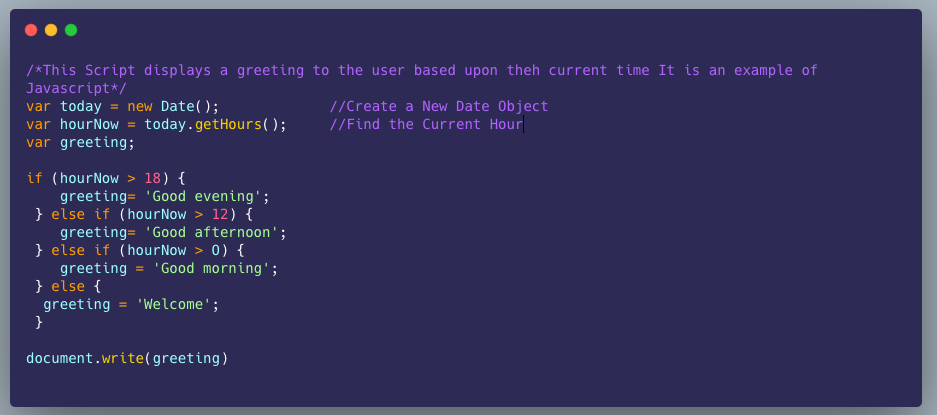 /*This Script displays a greeting to the user based upon theh current time It is an example of
Javascript*/
var today = new Date();             //Create a New Date Object
var hourNow = today.getHours();     //Find the Current Hour
var greeting;

if (hourNow > 18) {
    greeting= 'Good evening';
 } else if (hourNow > 12) {
    greeting= 'Good afternoon';
 } else if (hourNow > O) {
    greeting = 'Good morning';
 } else {
  greeting = 'Welcome';
 }

document.write(greeting)